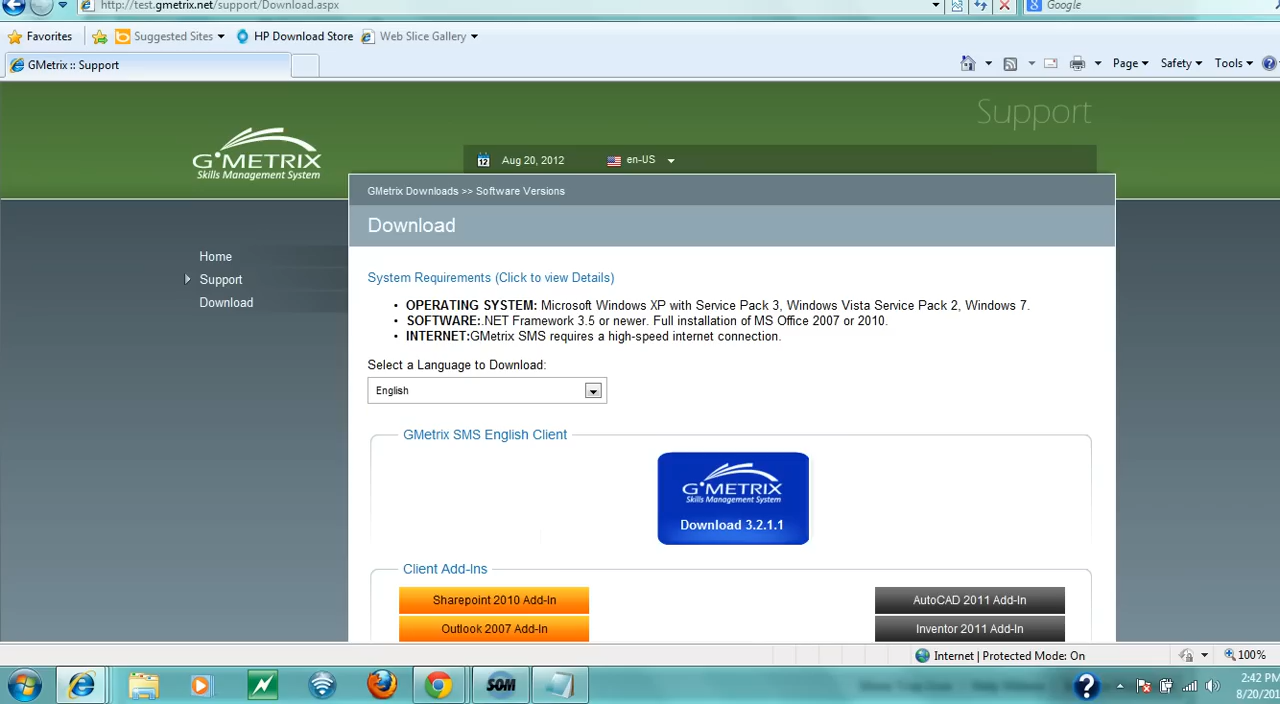 http://test.gmetrix.net/support/Download.aspx
Google
Favorites
Suggested Sites
HP Download Store
Web Slice Gallery
GMetrix :: Support
Page
Safety
Tools
Support
G METRIX
Skills Management System
12
Aug 20, 2012
en-US
GMetrix Downloads >> Software Versions
Download
Home
Support
Download
System Requirements (Click to view Details)
• OPERATING SYSTEM: Microsoft Windows XP with Service Pack 3, Windows Vista Service Pack 2, Windows 7.
• SOFTWARE:.NET Framework 3.5 or newer. Full installation of MS Office 2007 or 2010.
• INTERNET:GMetrix SMS requires a high-speed internet connection.
Select a Language to Download:
English
GMetrix SMS English Client
G METRIX
Skills Management System
Download 3.2.1.1
Client Add-Ins
Sharepoint 2010 Add-In
AutoCAD 2011 Add-In
Outlook 2007 Add-In
Inventor 2011 Add-In
Internet | Protected Mode: On
100%
SOM
2:42 PM
8/20/201